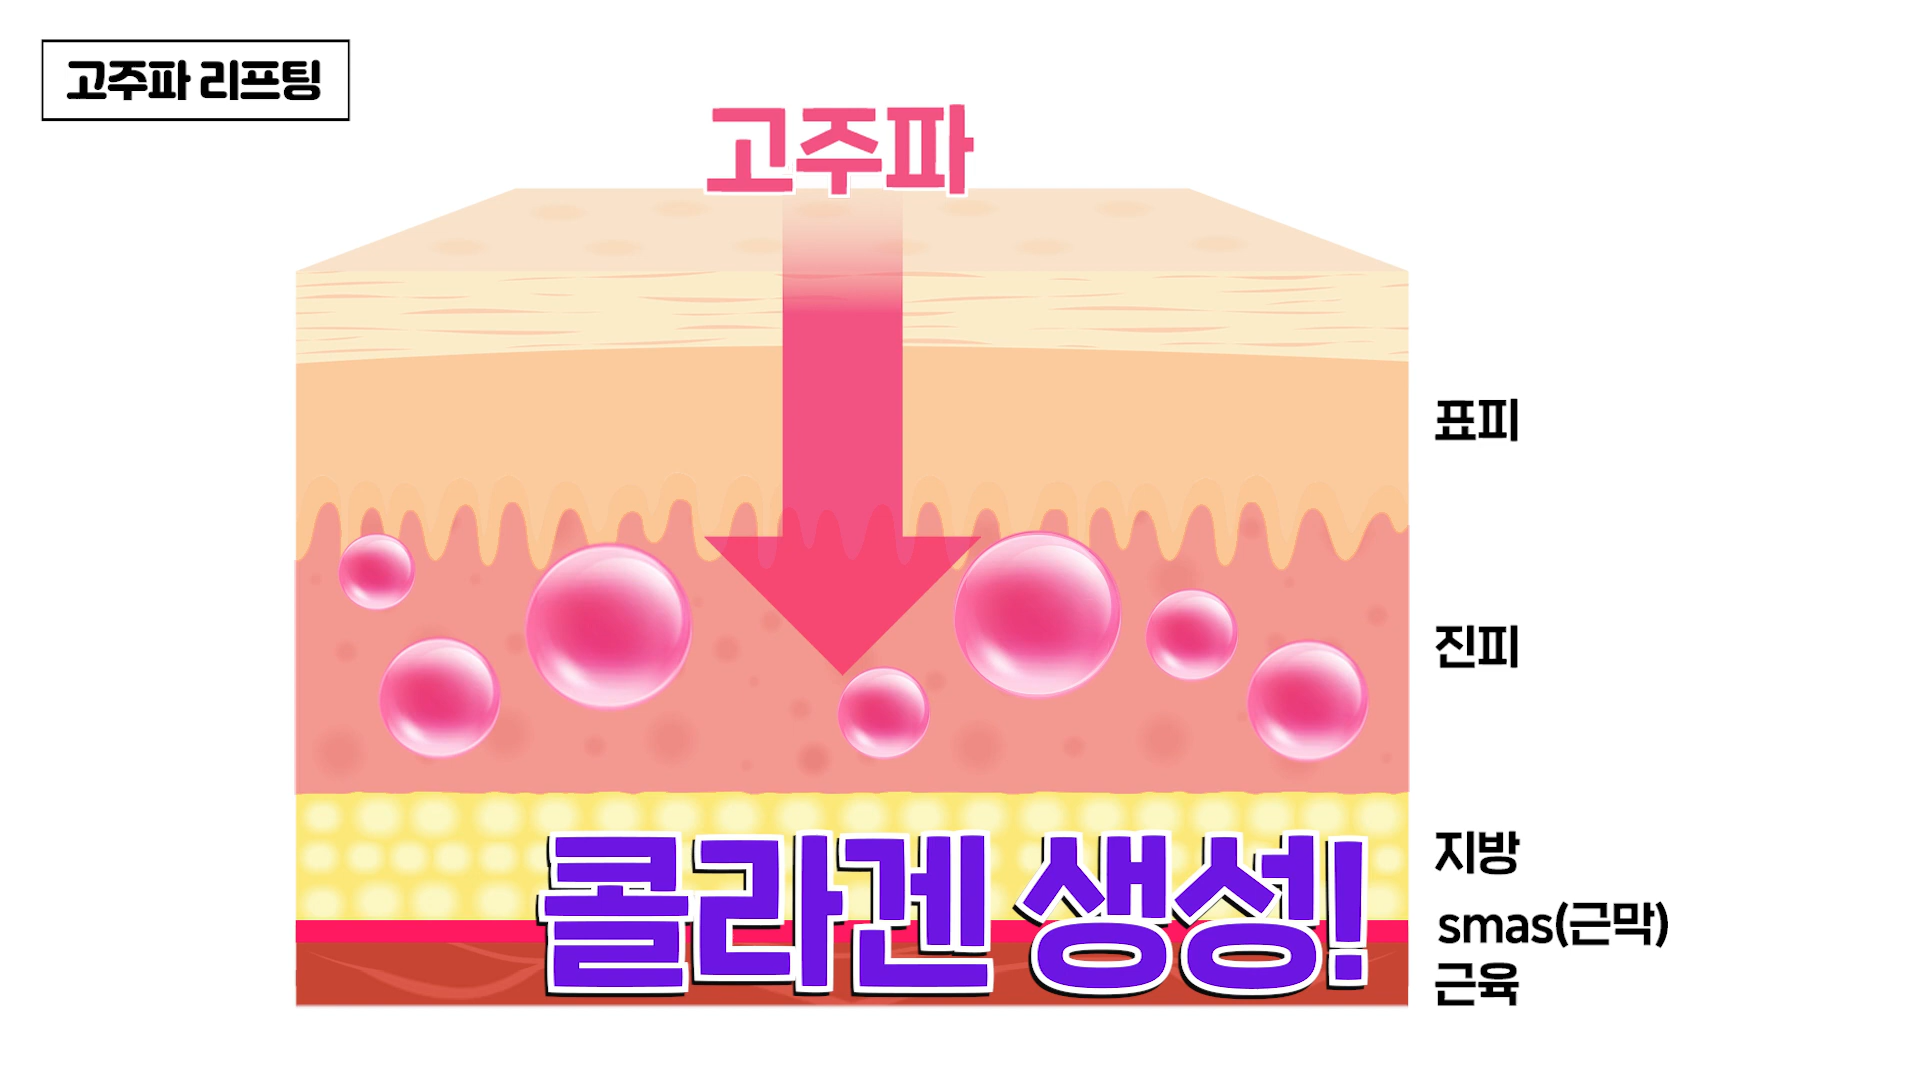 고주파 리프팅
고주파
표피
진피
지방
smas(근막)
근육
콜라겐 생성!